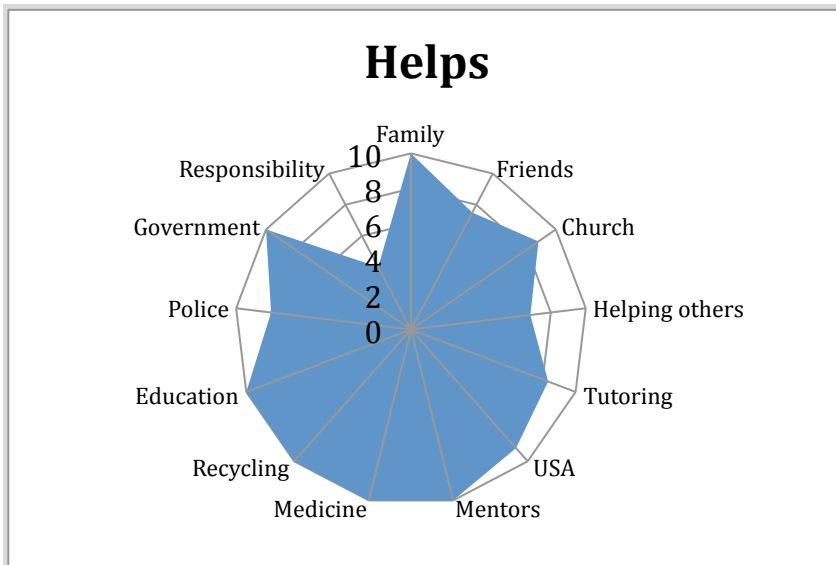 Helps
Family
Friends
Church
Helping others
Tutoring
USA
Mentors
Medicine
Recycling
Education
Police
Government
Responsibility
10
8
6
4
2
0